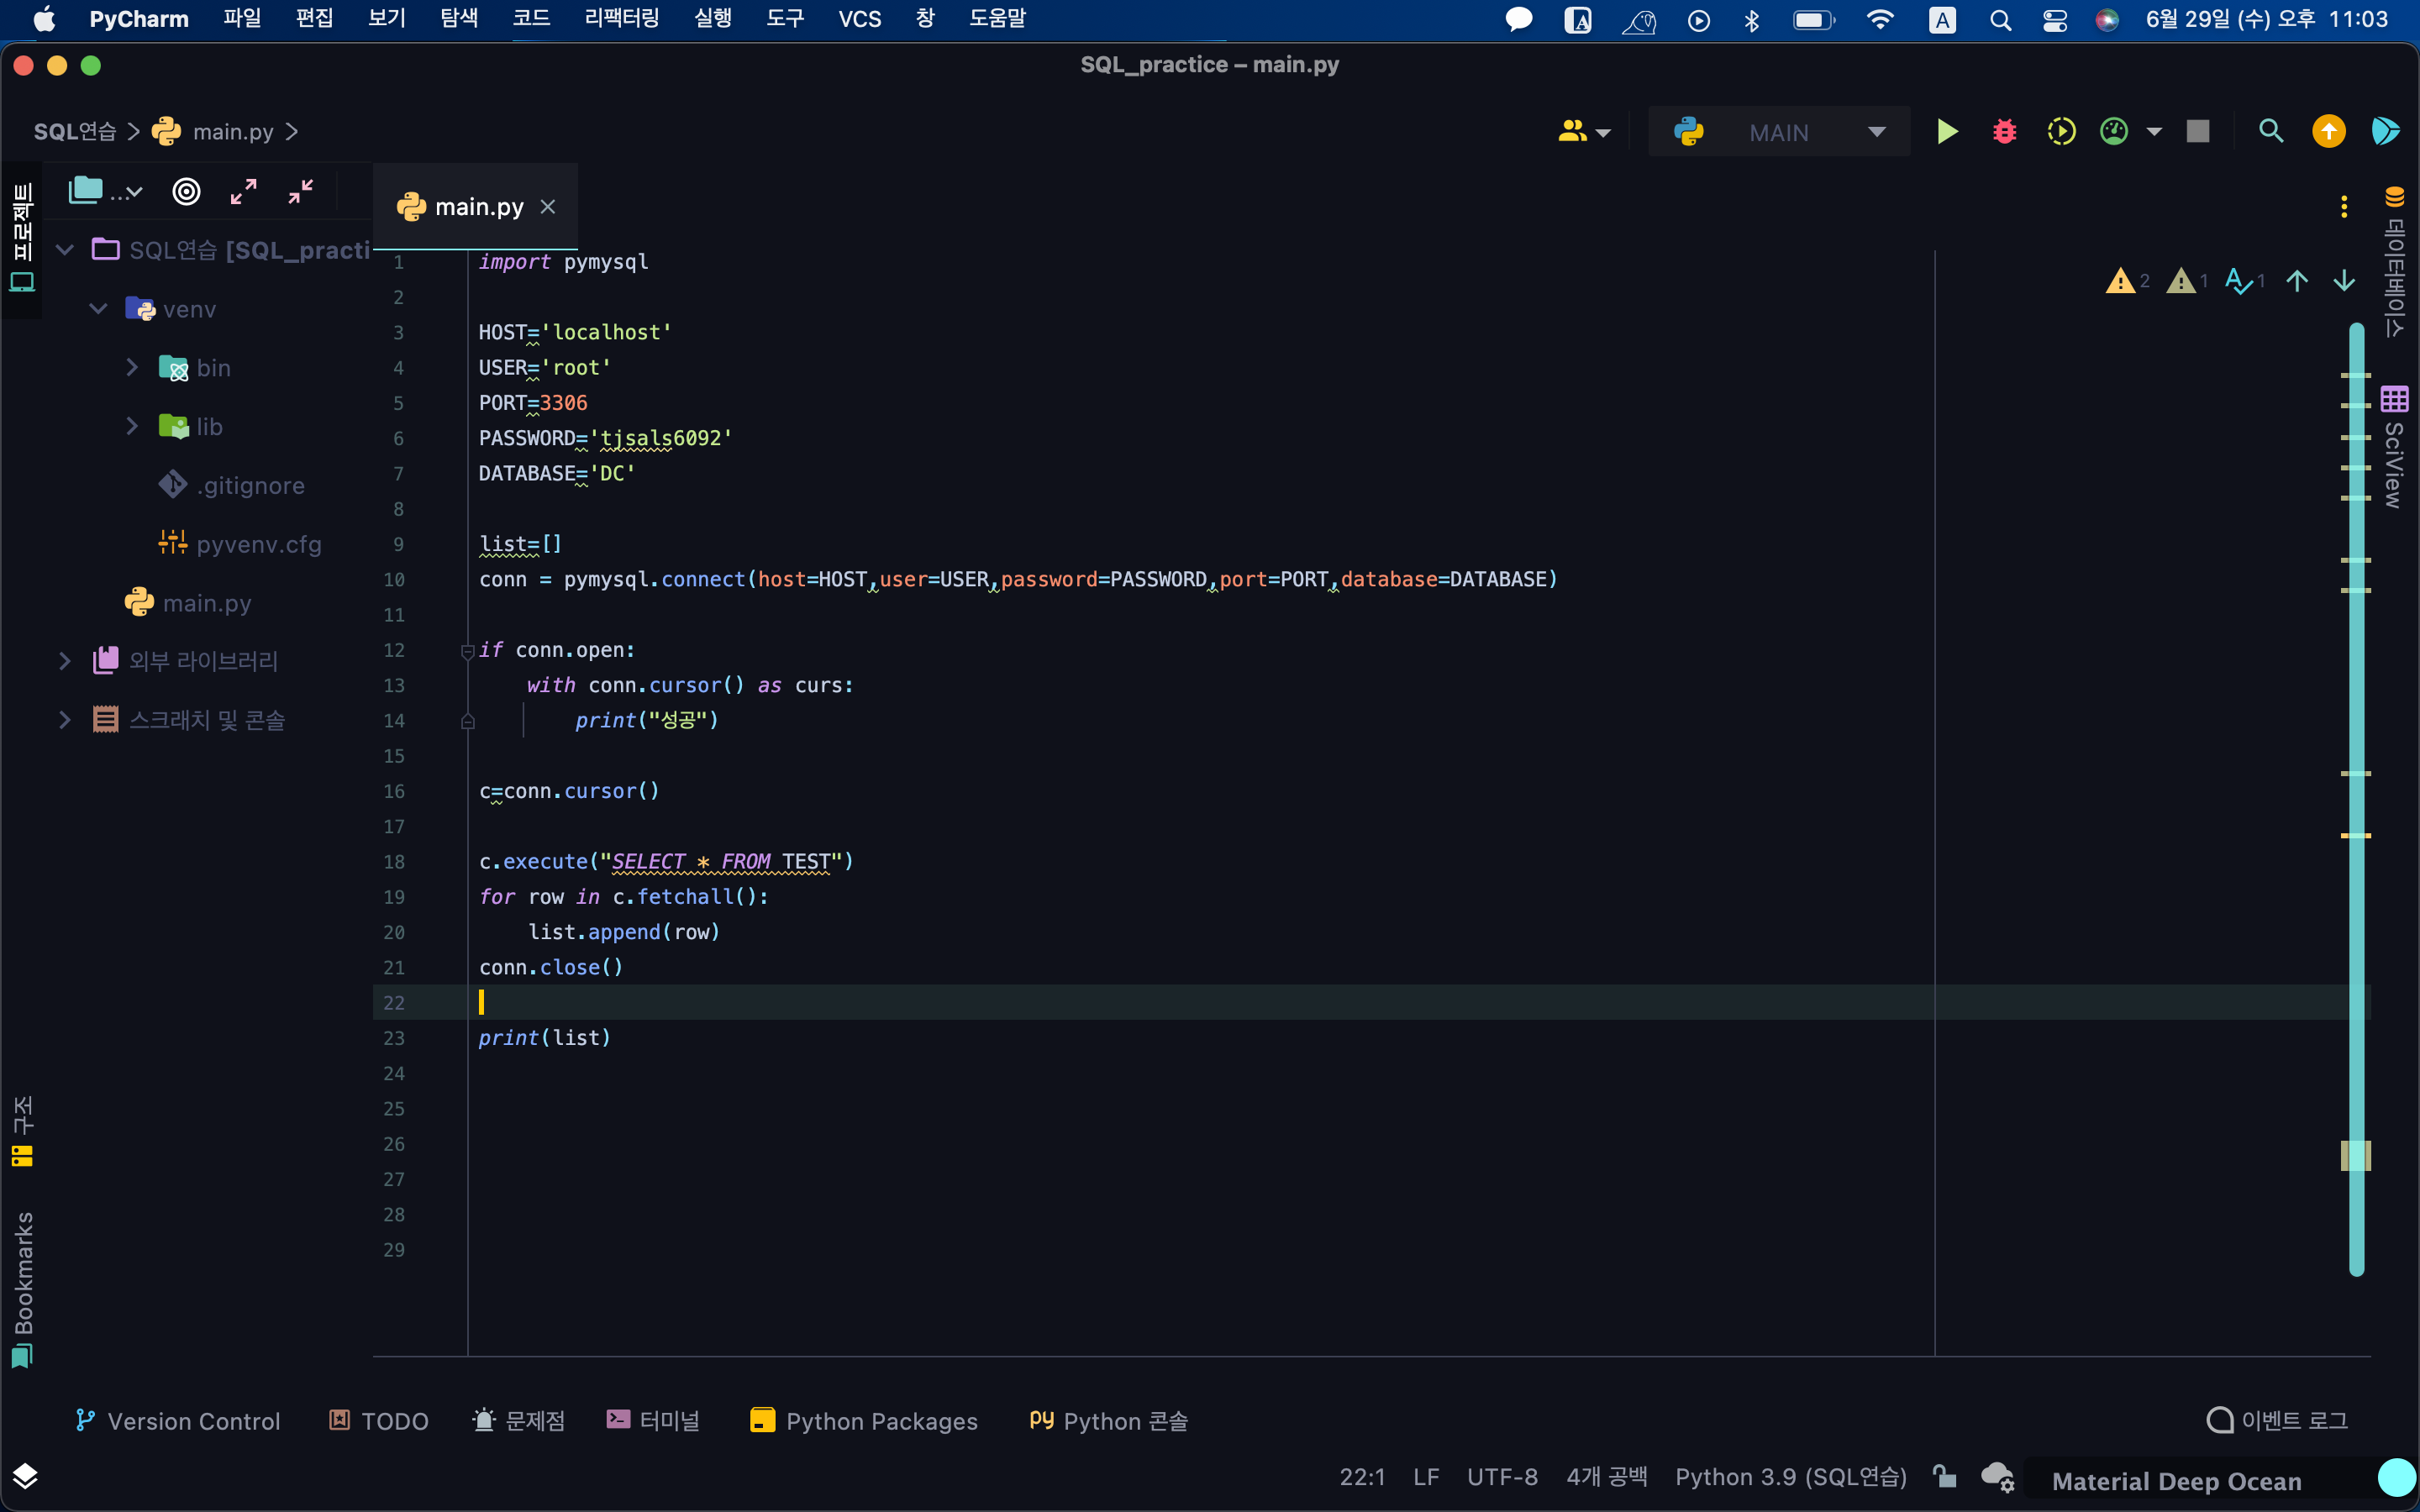 PyCharm 파일 편집 보기 탐색 코드 리팩터링 실행 도구 VCS 창 도움말 A A 6월 29일 (수) 오후 11:03
SQL_practice – main.py
SQL연습 main.py MAIN
... main.py
프로젝트
SQL연습 [SQL_practi
venv
bin
lib
.gitignore
pyvenv.cfg
main.py
외부 라이브러리
스크래치 및 콘솔
구조
Bookmarks
2 1 1
1 import pymysql
2
3 HOST='localhost'
4 USER='root'
5 PORT=3306
6 PASSWORD='tjsals6092'
7 DATABASE='DC'
8
9 list=[]
10 conn = pymysql.connect(host=HOST,user=USER,password=PASSWORD,port=PORT,database=DATABASE)
11
12 if conn.open:
13 with conn.cursor() as curs:
14 print("성공")
15
16 c=conn.cursor()
17
18 c.execute("SELECT * FROM TEST")
19 for row in c.fetchall():
20 list.append(row)
21 conn.close()
22
23 print(list)
24
25
26
27
28
29
데이터베이스
SciView
Version Control TODO 문제점 터미널 Python Packages Python 콘솔 이벤트 로그
22:1 LF UTF-8 4개 공백 Python 3.9 (SQL연습) Material Deep Ocean